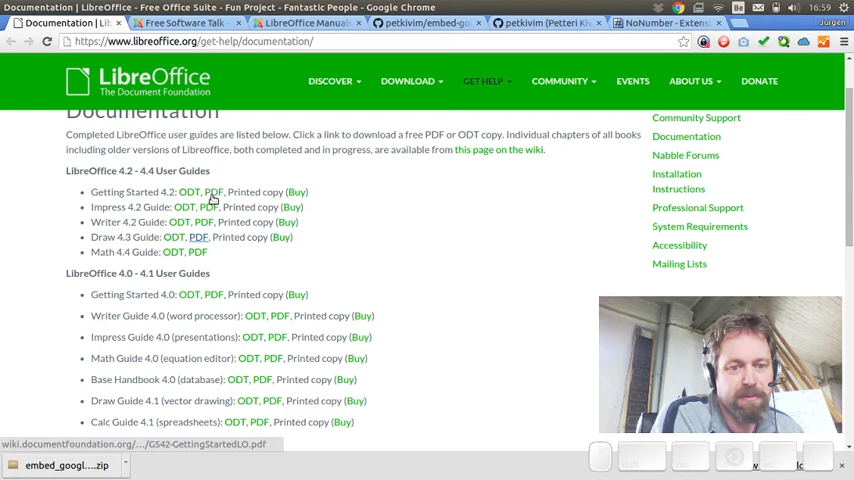 Documentation | LibreOffice - Free Office Suite - Fun Project - Fantastic People - Google Chrome
Be
16:59
Documentation | L
Free Software Talk -
LibreOffice Manuals
petkivim/embed-go
petkivim (Petteri Ki
NoNumber - Extens
Jurgen
https://www.libreoffice.org/get-help/documentation/
LibreOffice
The Document Foundation
DISCOVER
DOWNLOAD
GET HELP
COMMUNITY
EVENTS
ABOUT US
DONATE
Documentation
Completed LibreOffice user guides are listed below. Click a link to download a free PDF or ODT copy. Individual chapters of all books
including older versions of Libreoffice, both completed and in progress, are available from this page on the wiki.
LibreOffice 4.2 - 4.4 User Guides
Getting Started 4.2: ODT, PDF, Printed copy (Buy)
Impress 4.2 Guide: ODT, PDF, Printed copy (Buy)
Writer 4.2 Guide: ODT, PDF, Printed copy (Buy)
Draw 4.3 Guide: ODT, PDF, Printed copy (Buy)
Math 4.4 Guide: ODT, PDF
LibreOffice 4.0 - 4.1 User Guides
Getting Started 4.0: ODT, PDF, Printed copy (Buy)
Writer Guide 4.0 (word processor): ODT, PDF, Printed copy (Buy)
Impress Guide 4.0 (presentations): ODT, PDF, Printed copy (Buy)
Math Guide 4.0 (equation editor): ODT, PDF, Printed copy (Buy)
Base Handbook 4.0 (database): ODT, PDF, Printed copy (Buy)
Draw Guide 4.1 (vector drawing): ODT, PDF, Printed copy (Buy)
Calc Guide 4.1 (spreadsheets): ODT, PDF, Printed copy (Buy)
Community Support
Documentation
Nabble Forums
Installation
Instructions
Professional Support
System Requirements
Accessibility
Mailing Lists
wiki.documentfoundation.org/.../GS42-GettingStartedLO.pdf
embed_googl....zip